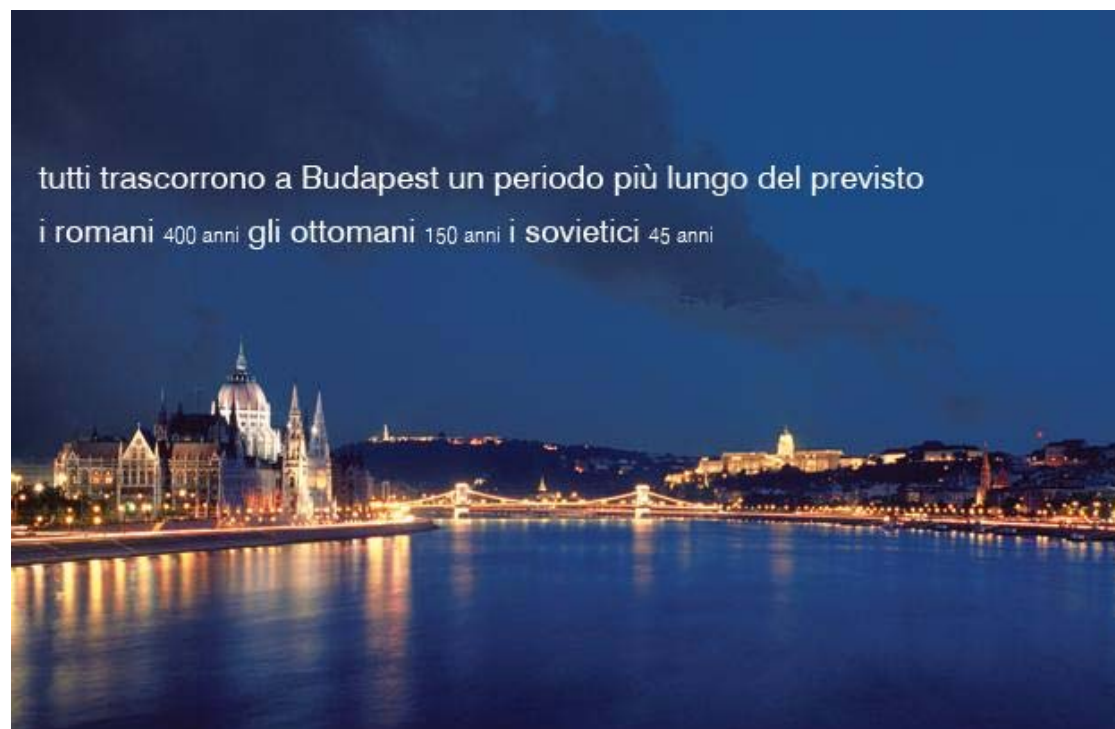 tutti trascorrono a Budapest un periodo più lungo del previsto
i romani 400 anni gli ottomani 150 anni i sovietici 45 anni